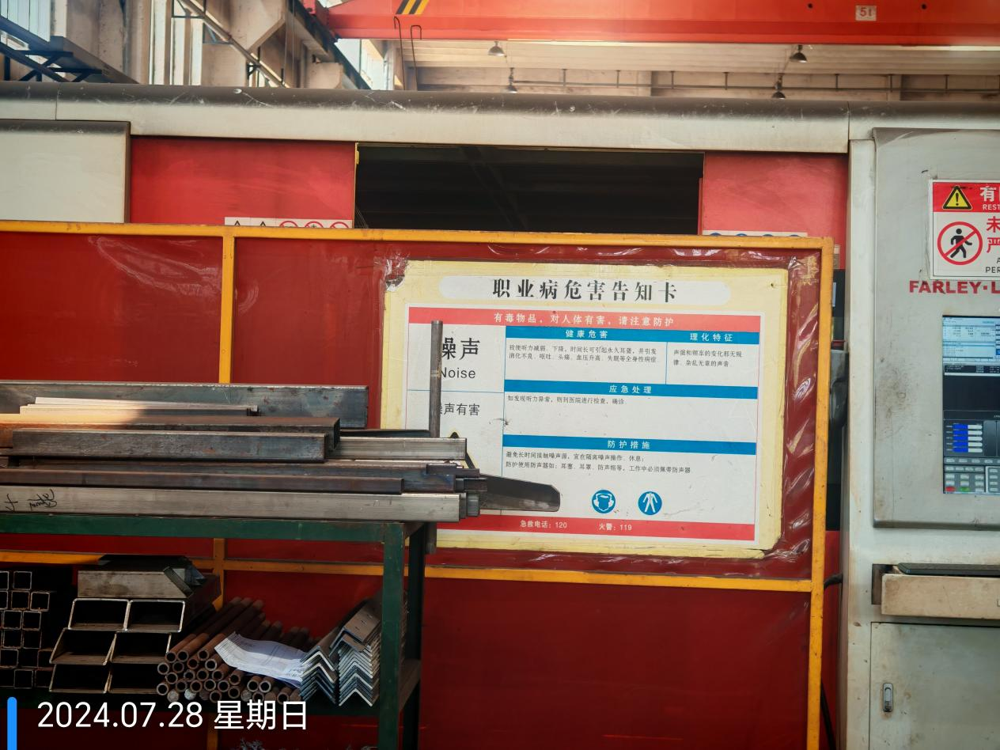 51
有
REST
未
严
PER
FARLEY·L
职业病危害告知卡
有毒物品，对人体有害，请注意防护
噪声
Noise
健康危害
致使听力减弱、下降，时间长可引起永久耳聋，并引发
消化不良、呕吐、头痛、血压升高、失眠等全身性病症
理化特征
声强和频率的变化都无规
律、杂乱无章的声音
噪声有害
应急处理
如发现听力异常，则到医院进行检查，确诊
防护措施
避免长时间接触噪声源，宜在隔离噪声操作、休息；
防护使用防声器如：耳塞、耳罩、防声帽等，工作中必须佩带防声器
急救电话：120
火警：119
2024.07.28 星期日